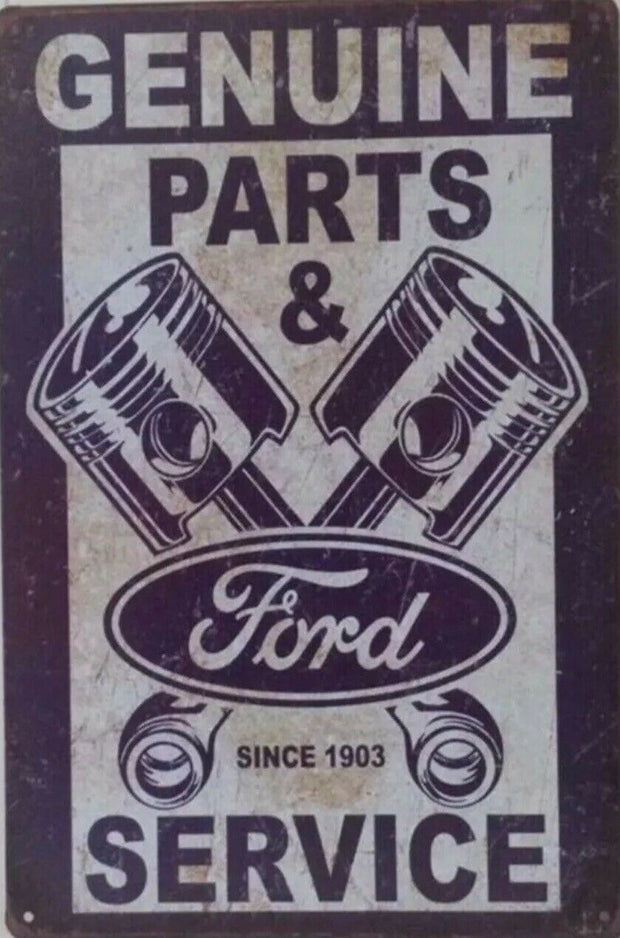 GENUINE
PARTS
&
Ford
SINCE 1903
SERVICE